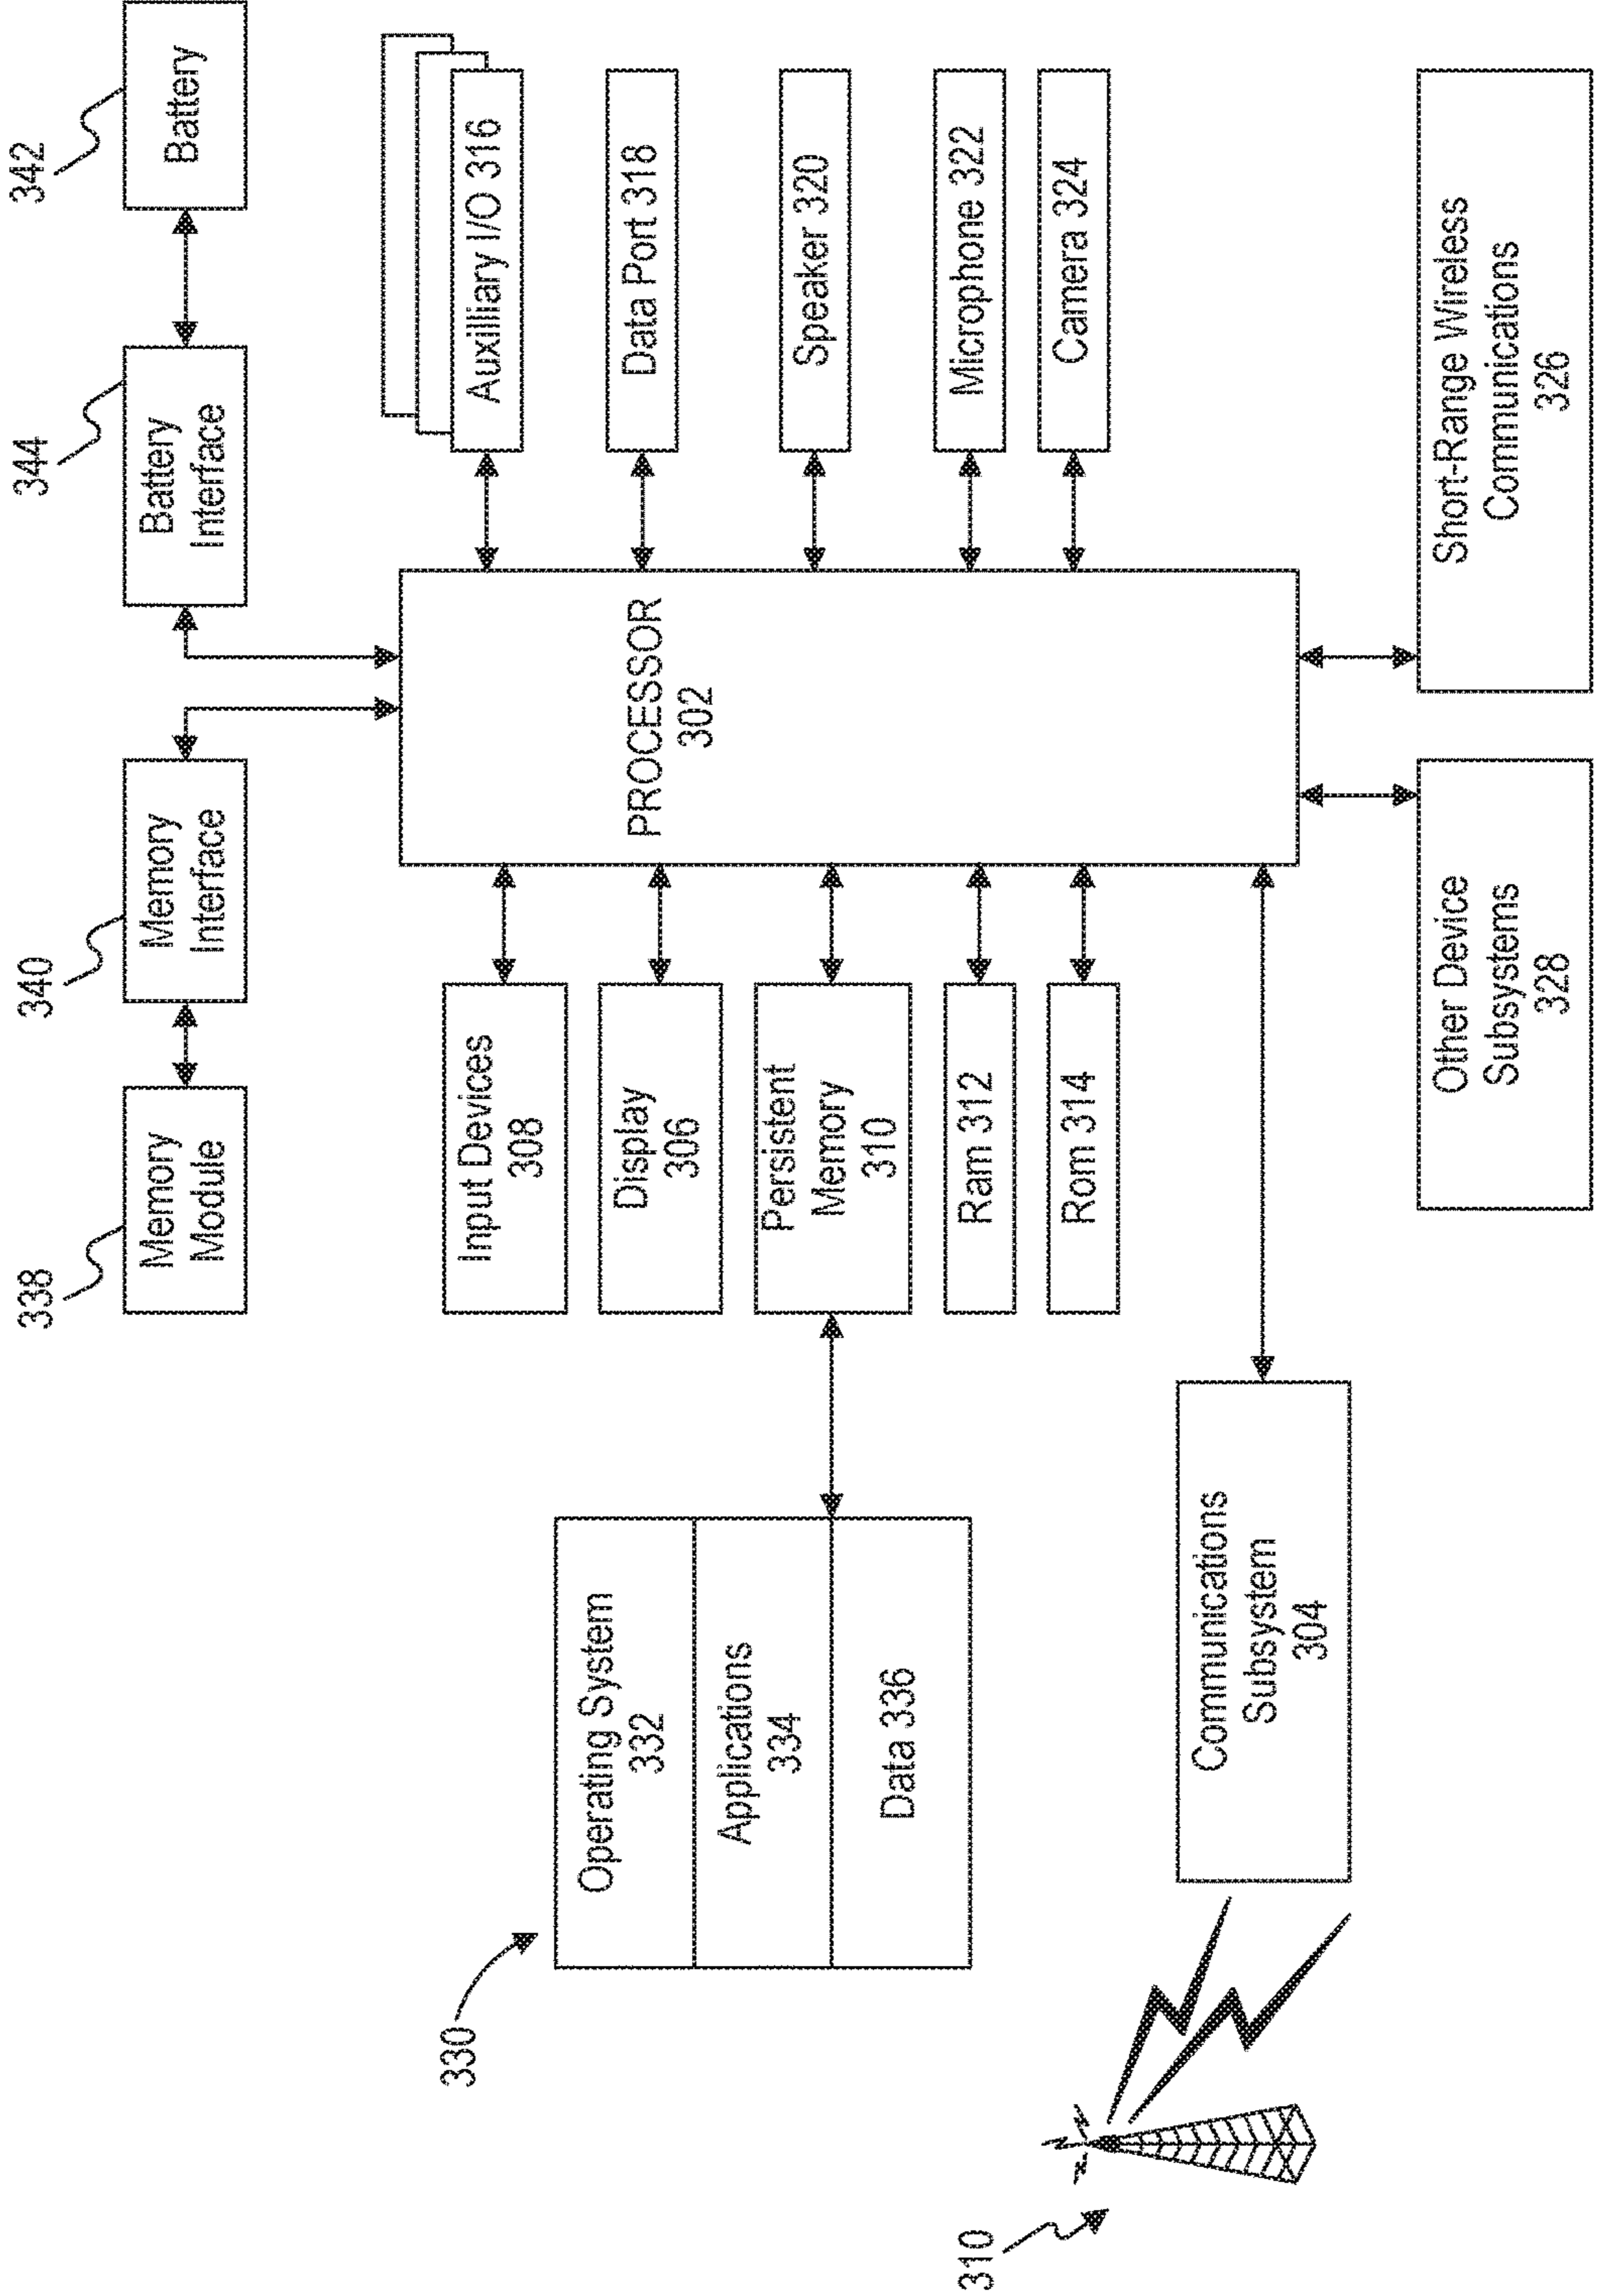 338
340
344
342
Memory
Module
Memory
Interface
Battery
Interface
Battery
330
Input Devices
308
Auxilliary I/O 316
Operating System
332
Display
306
PROCESSOR
302
Data Port 318
Applications
334
Persistent
Memory
310
Speaker 320
Data 336
Ram 312
Microphone 322
310
Rom 314
Camera 324
Communications
Subsystem
304
Other Device
Subsystems
328
Short-Range Wireless
Communications
326